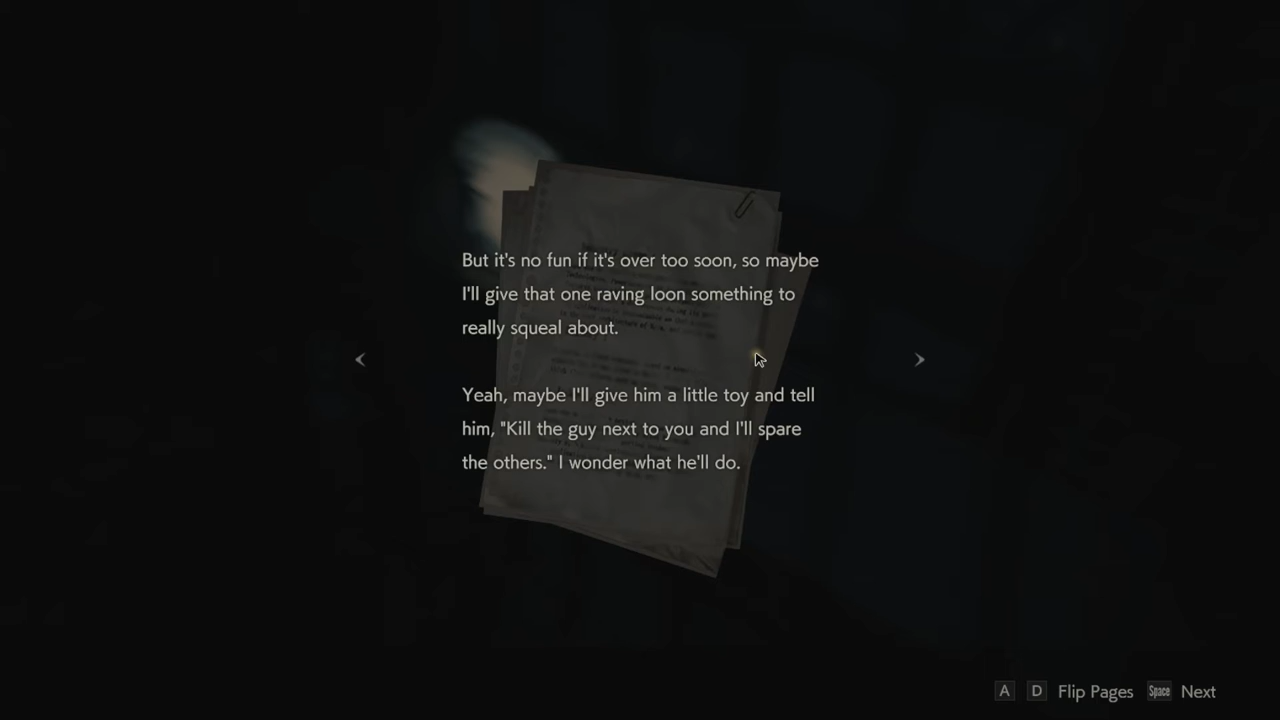 But it's no fun if it's over too soon, so maybe
I'll give that one raving loon something to
really squeal about.
Yeah, maybe I'll give him a little toy and tell
him, "Kill the guy next to you and I'll spare
the others." I wonder what he'll do.
A D Flip Pages Space Next